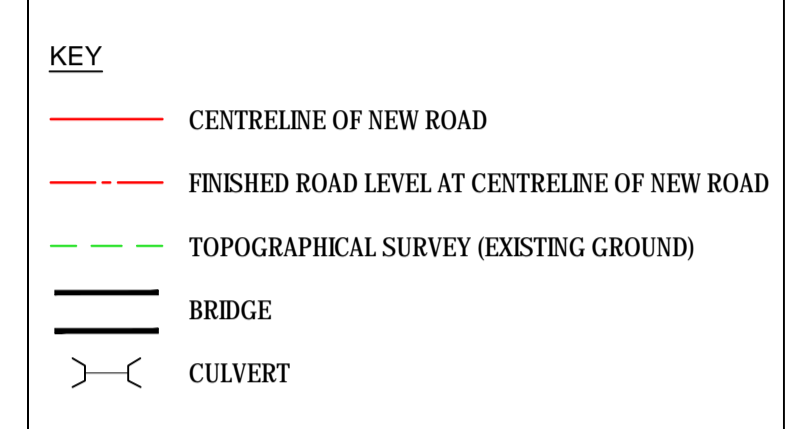 KEY
CENTRELINE OF NEW ROAD
FINISHED ROAD LEVEL AT CENTRELINE OF NEW ROAD
TOPOGRAPHICAL SURVEY (EXISTING GROUND)
BRIDGE
CULVERT